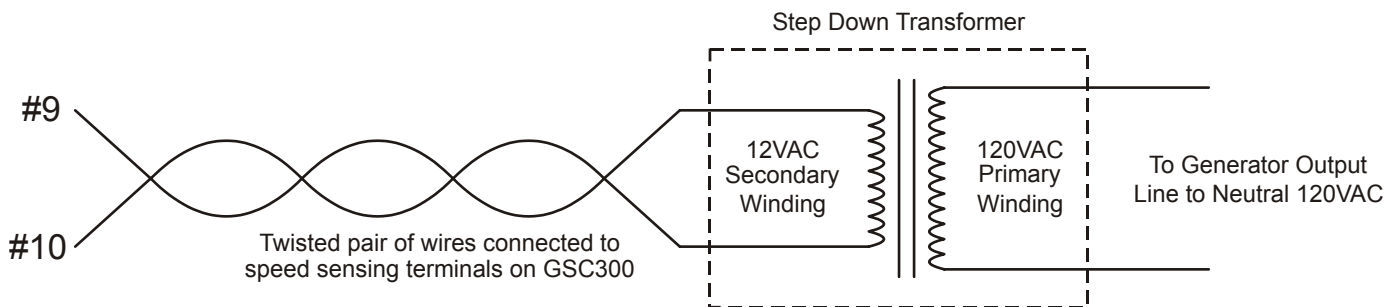 Step Down Transformer
#9
12VAC
Secondary
Winding
120VAC
Primary
Winding
To Generator Output
Line to Neutral 120VAC
#10
Twisted pair of wires connected to
speed sensing terminals on GSC300